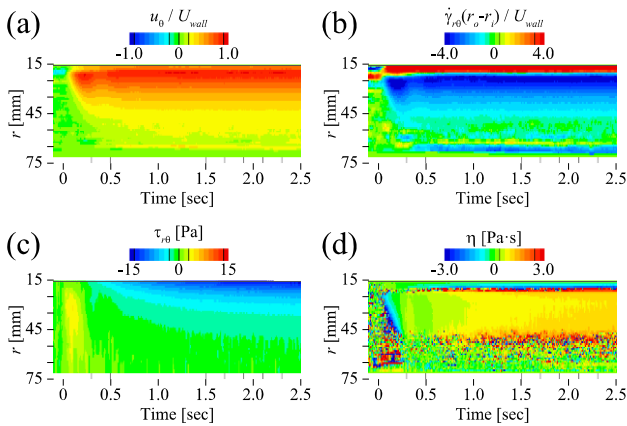 (a) u_θ / U_wall
-1.0 0 1.0
15
45
75
r [mm]
0 0.5 1.0 1.5 2.0 2.5
Time [sec]
(b) γ̇_rθ(r_o-r_i) / U_wall
-4.0 0 4.0
15
45
75
r [mm]
0 0.5 1.0 1.5 2.0 2.5
Time [sec]
(c) τ_rθ [Pa]
-15 0 15
15
45
75
r [mm]
0 0.5 1.0 1.5 2.0 2.5
Time [sec]
(d) η [Pa·s]
-3.0 0 3.0
15
45
75
r [mm]
0 0.5 1.0 1.5 2.0 2.5
Time [sec]